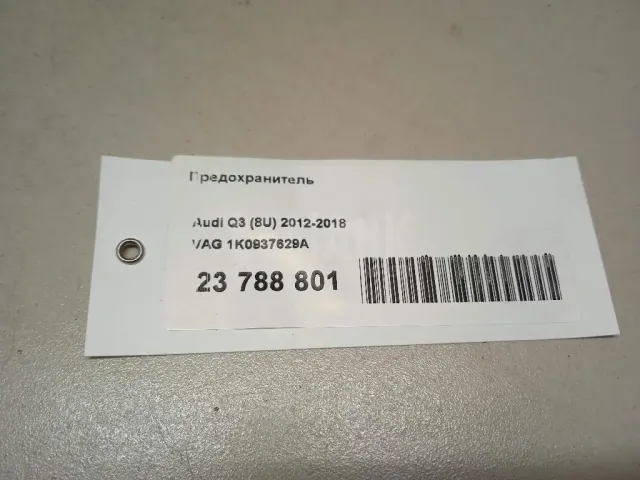 Предохранитель
Audi Q3 (8U) 2012-2018
VAG 1K0937629A
23 788 801